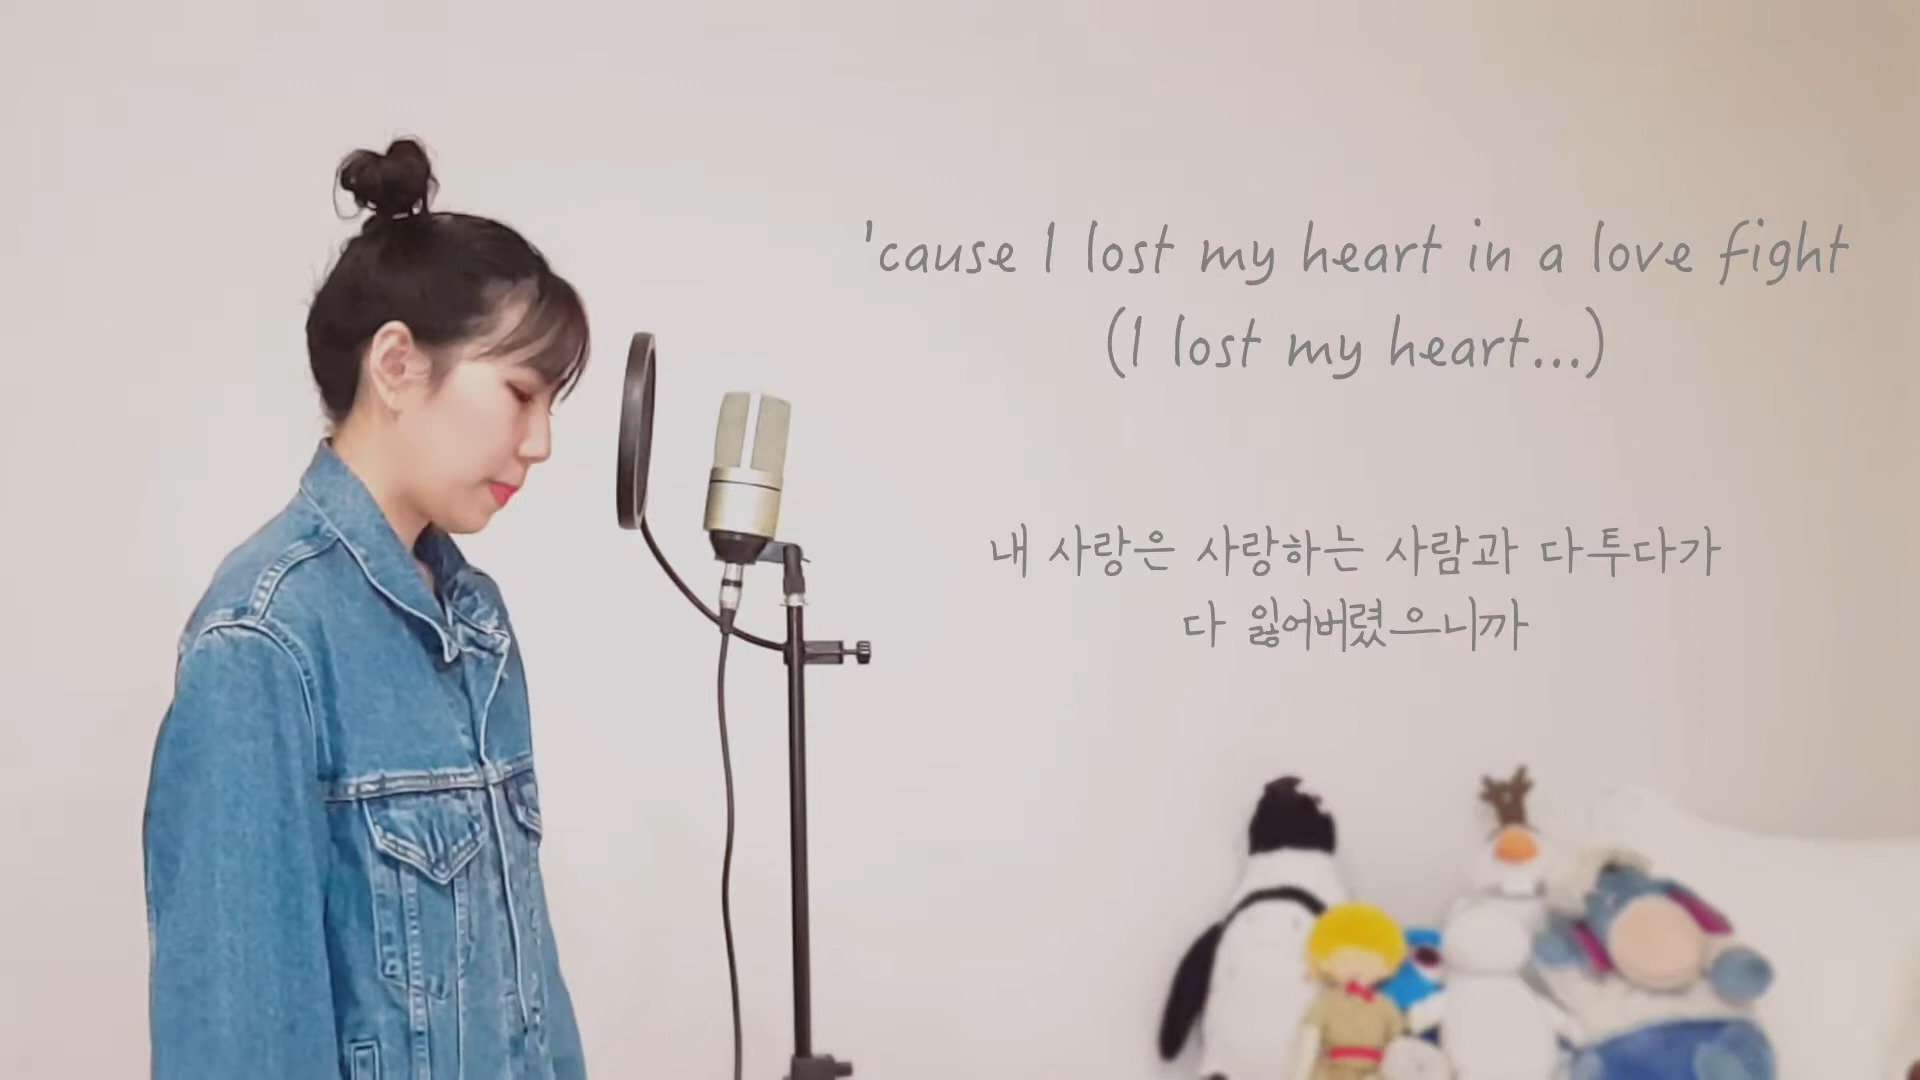 'cause I lost my heart in a love fight
(I lost my heart...)
내 사랑은 사랑하는 사람과 다투다가
다 잃어버렸으니까